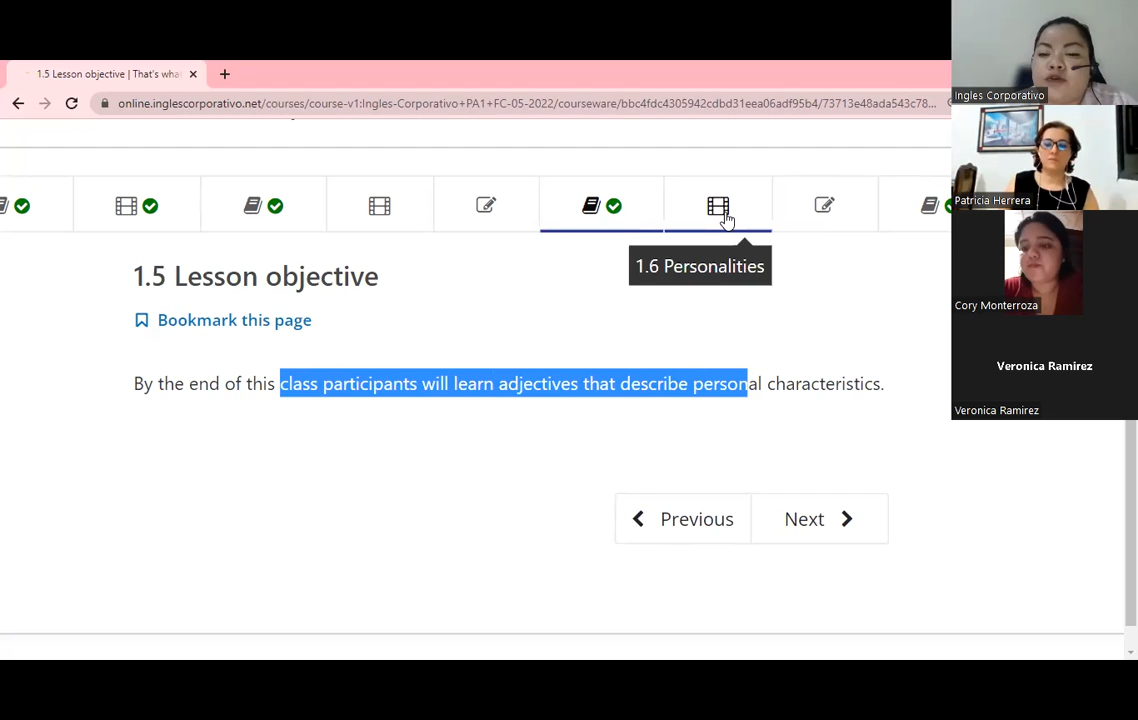 1.5 Lesson objective | That's wha
online.inglescorporativo.net/courses/course-v1:Ingles-Corporativo+PA1+FC-05-2022/courseware/bbc4fdc4305942cdbd31eea06adf95b4/73713e48ada543c78...
Ingles Corporativo
Patricia Herrera
Cory Monterroza
Veronica Ramirez
Veronica Ramirez
1.6 Personalities
1.5 Lesson objective
Bookmark this page
By the end of this class participants will learn adjectives that describe personal characteristics.
Previous
Next